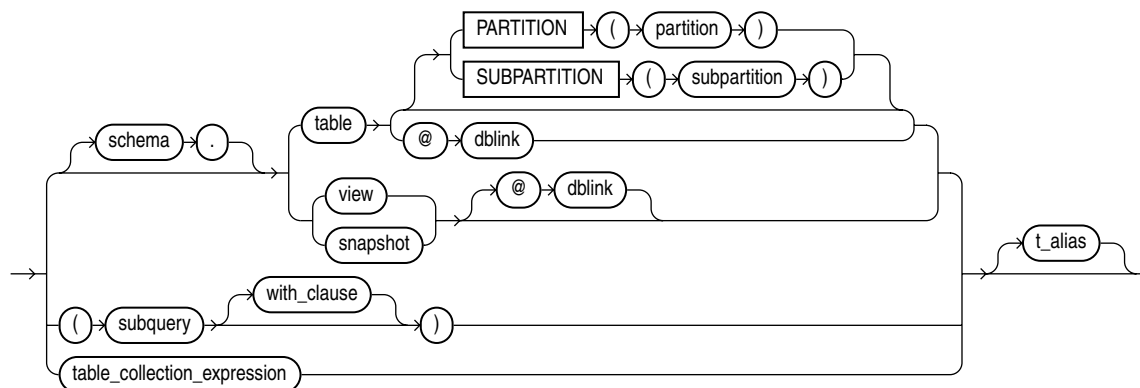 PARTITION ( partition )
SUBPARTITION ( subpartition )
table
@ dblink
schema .
view @ dblink
snapshot
t_alias
with_clause
( subquery )
table_collection_expression